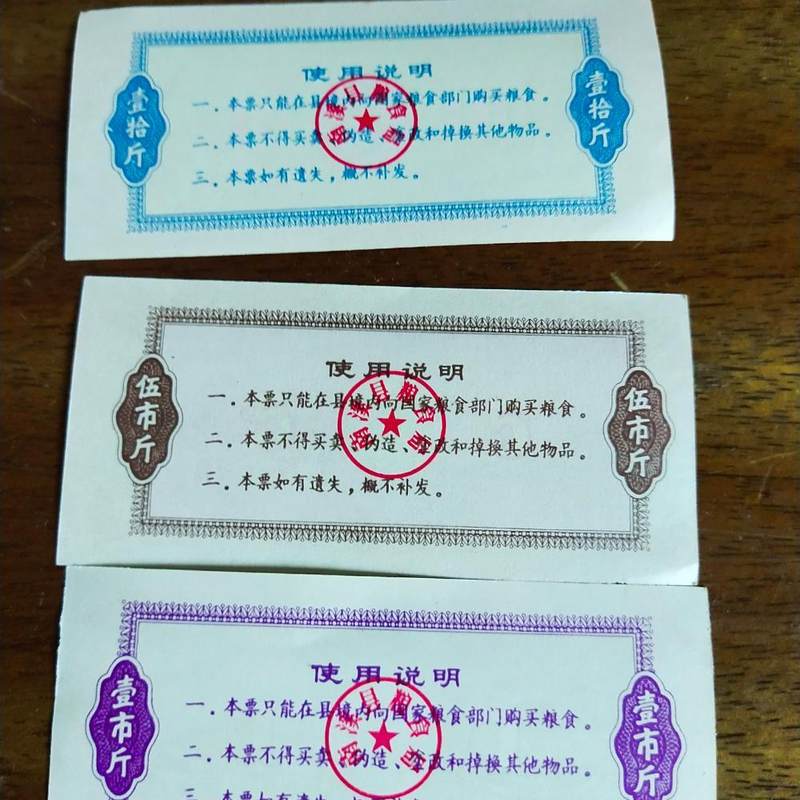 使用说明
壹拾斤
壹拾斤
一．本票只能在县境内向国家粮食部门购买粮食。
二．本票不得买卖、伪造、涂改和掉换其他物品。
三．本票如有遗失，概不补发。
使用说明
伍市斤
伍市斤
一．本票只能在县境内向国家粮食部门购买粮食。
二．本票不得买卖、伪造、涂改和掉换其他物品。
三．本票如有遗失，概不补发。
使用说明
壹市斤
壹市斤
一．本票只能在县境内向国家粮食部门购买粮食。
二．本票不得买卖、伪造、涂改和掉换其他物品。